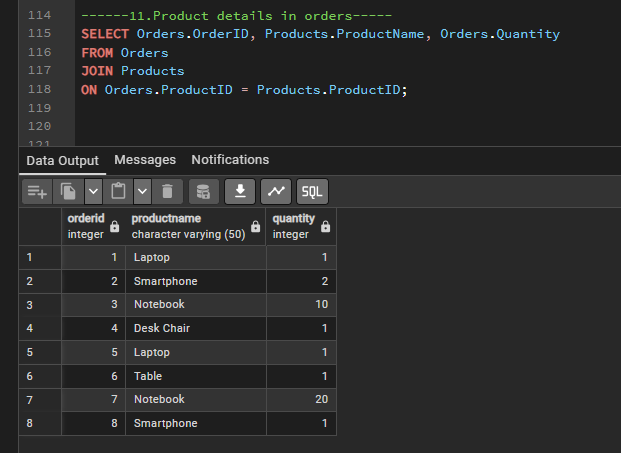 114 ------11.Product details in orders-----
115 SELECT Orders.OrderID, Products.ProductName, Orders.Quantity
116 FROM Orders
117 JOIN Products
118 ON Orders.ProductID = Products.ProductID;
119
120
121
Data Output Messages Notifications
SQL
orderid productname quantity
integer character varying (50) integer
1 1 Laptop 1
2 2 Smartphone 2
3 3 Notebook 10
4 4 Desk Chair 1
5 5 Laptop 1
6 6 Table 1
7 7 Notebook 20
8 8 Smartphone 1